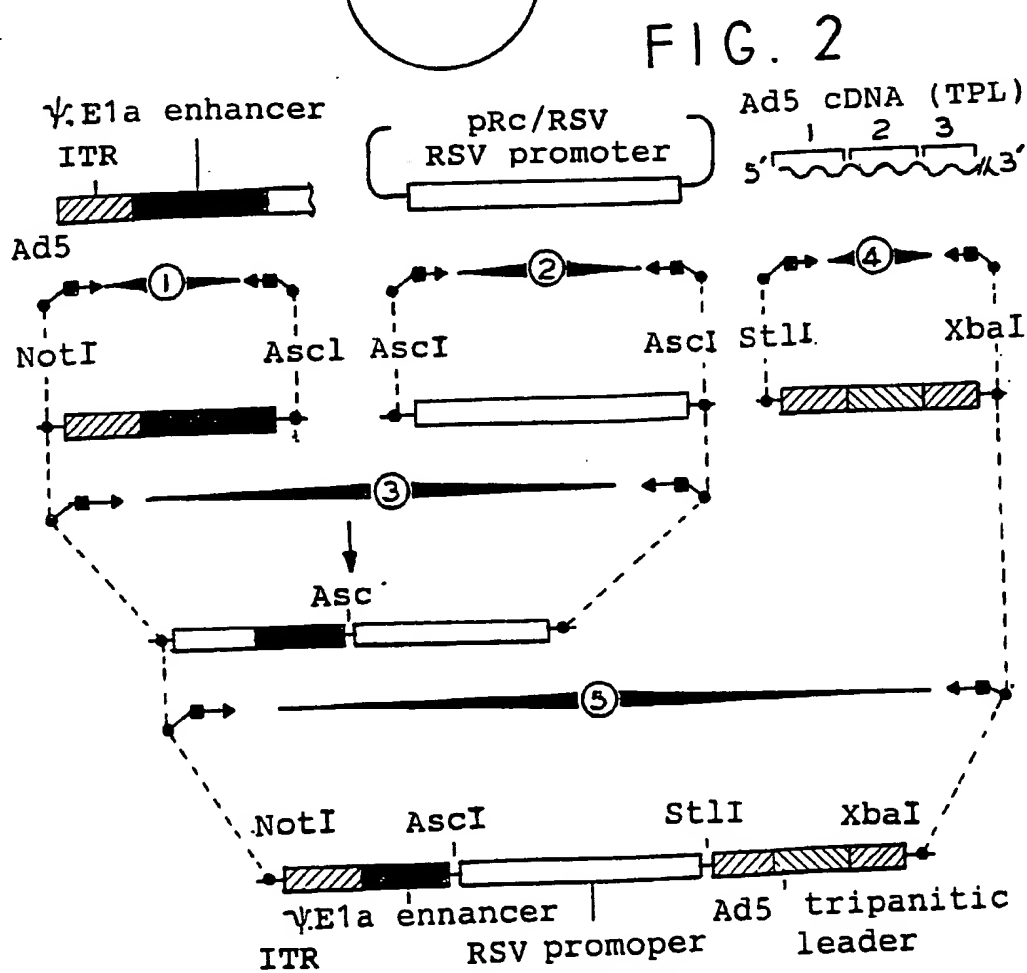 FIG. 2
ψ.E1a enhancer
ITR
pRc/RSV
RSV promoter
Ad5 cDNA (TPL)
1 2 3
5' 3'
Ad5
1 2 4
NotI AscI AscI AscI StlI XbaI
3
Asc
5
NotI AscI StlI XbaI
ψ.E1a ennancer
ITR
RSV promoper
Ad5 tripanitic
leader